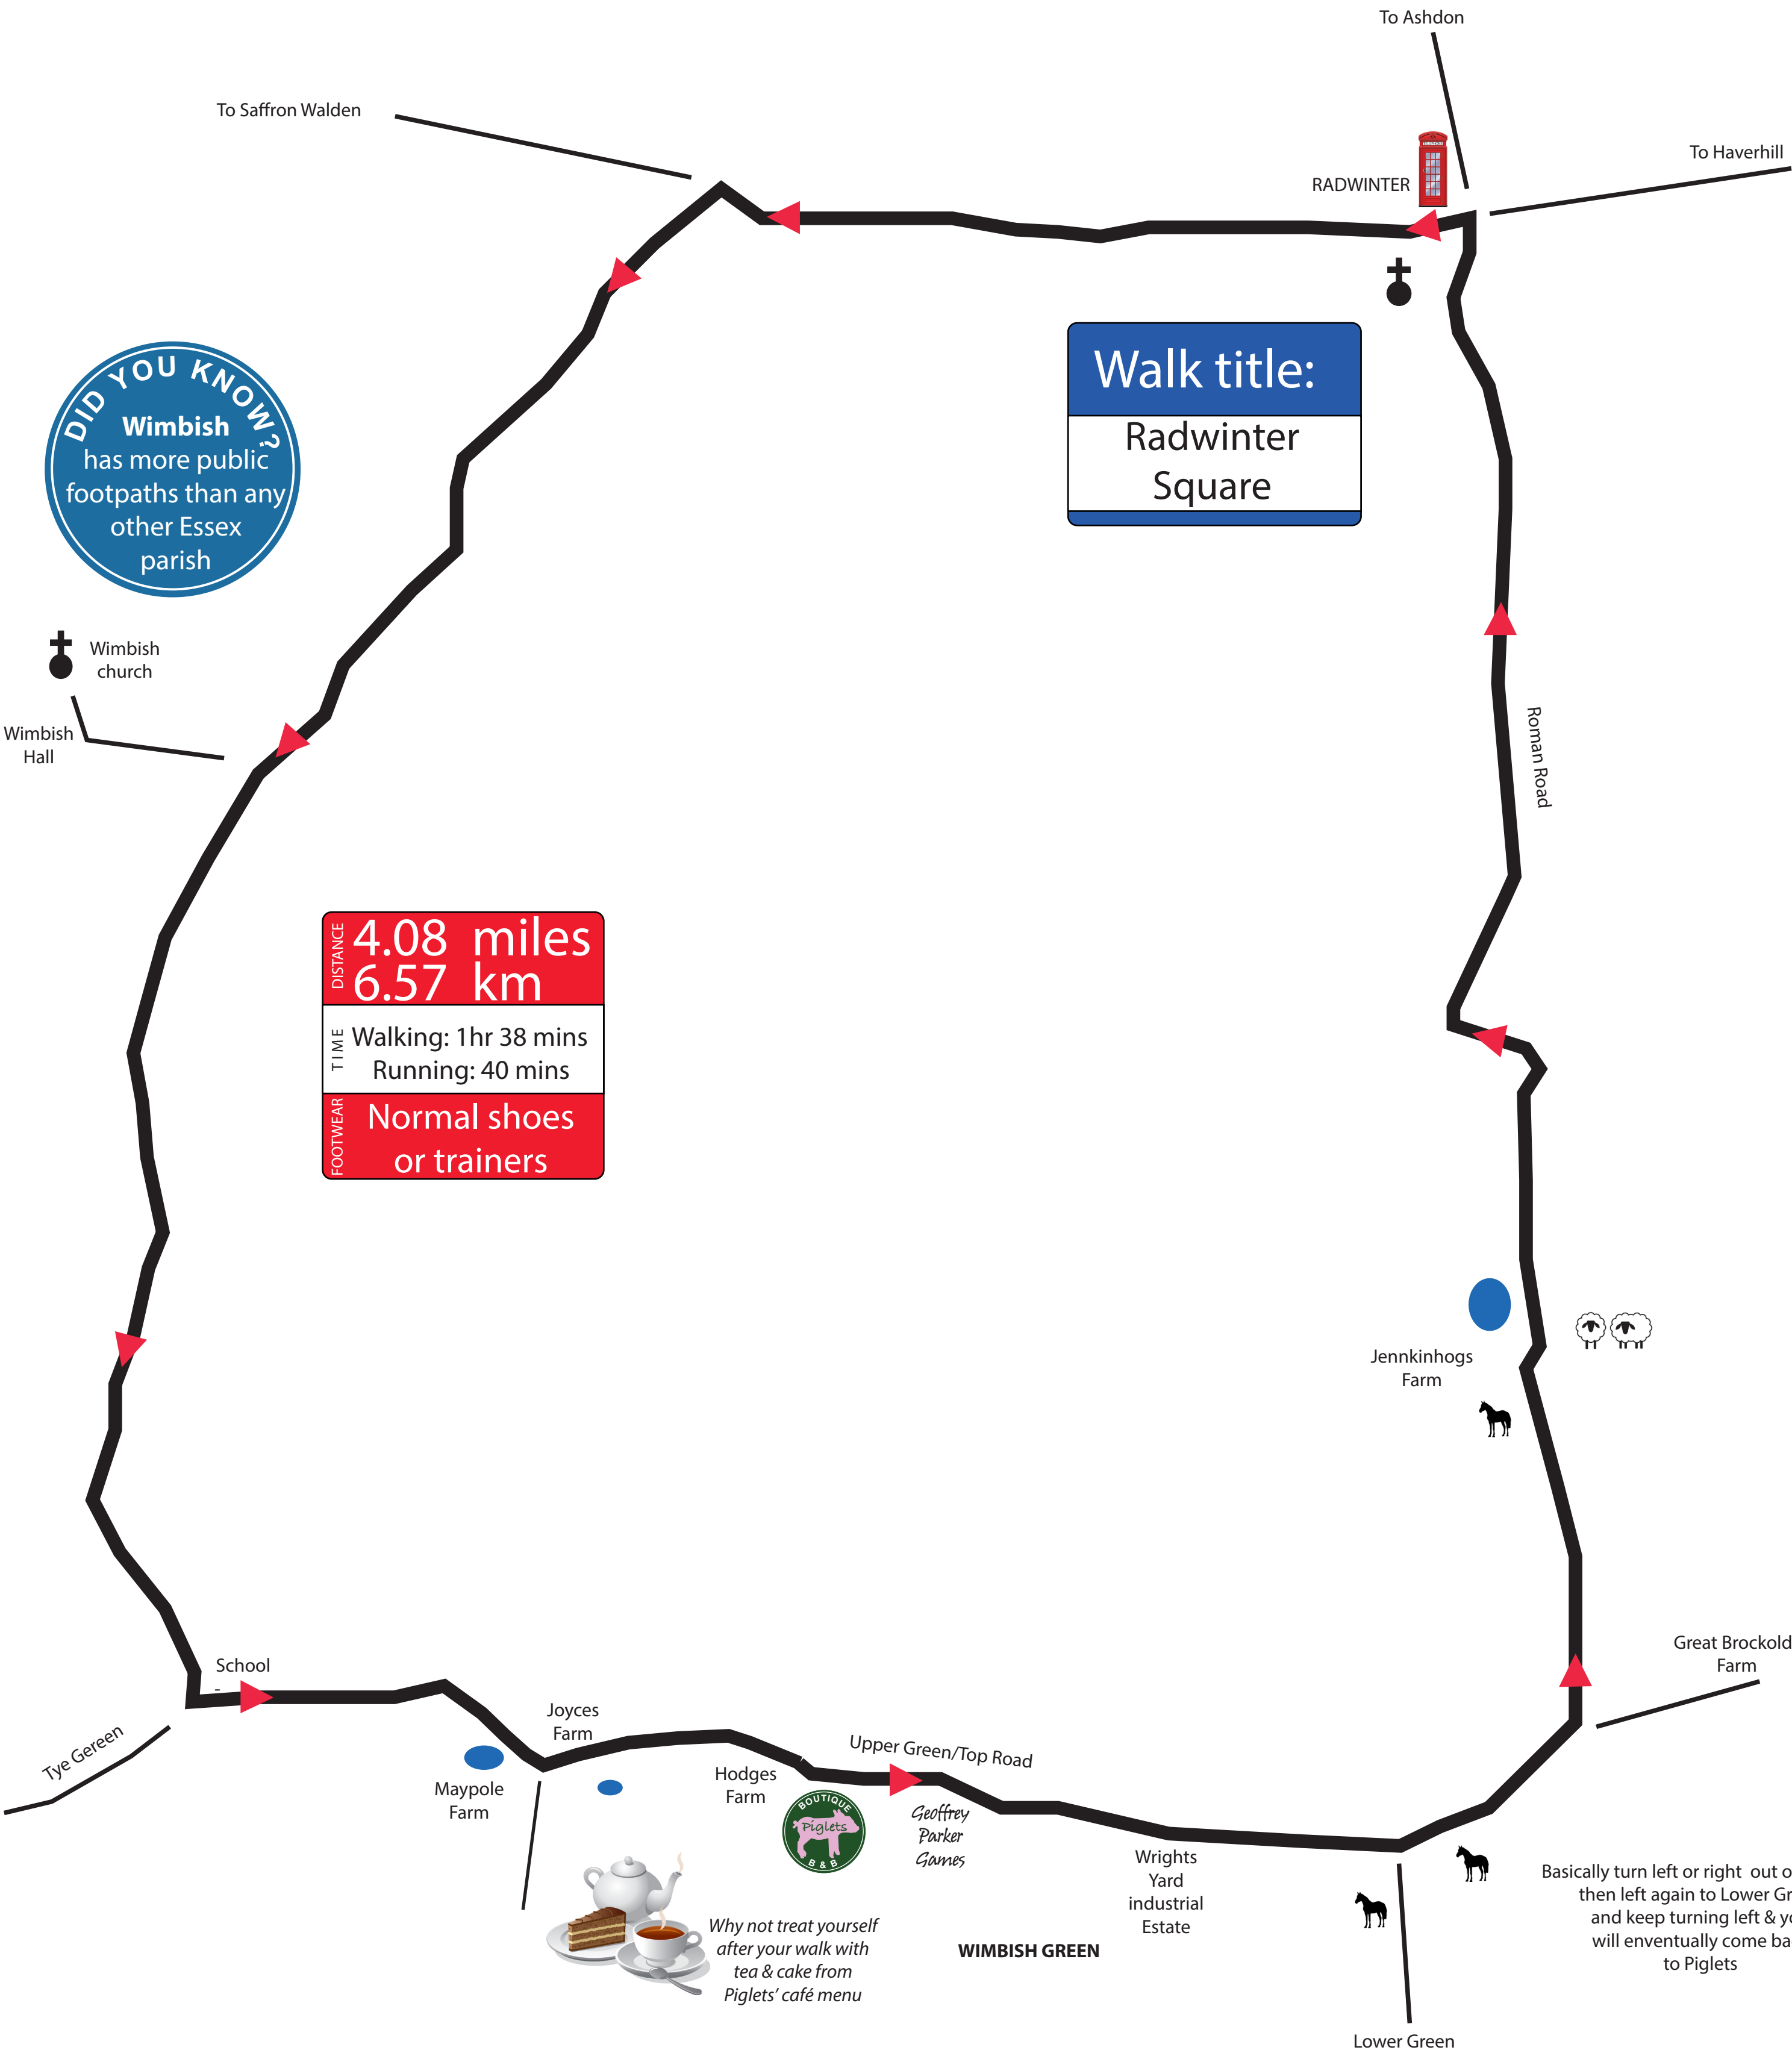 To Ashdon
To Saffron Walden
To Haverhill
RADWINTER
Walk title:
Radwinter
Square
DID YOU KNOW?
Wimbish
has more public
footpaths than any
other Essex
parish
Wimbish
church
Wimbish
Hall
Roman Road
DISTANCE
4.08 miles
6.57 km
TIME
Walking: 1hr 38 mins
Running: 40 mins
FOOTWEAR
Normal shoes
or trainers
Jennkinhogs
Farm
Great Brockold
Farm
School
-
Tye Gereen
Joyces
Farm
Maypole
Farm
Hodges
Farm
Upper Green/Top Road
BOUTIQUE
Piglets
B & B
Geoffrey
Parker
Games
Wrights
Yard
industrial
Estate
Why not treat yourself
after your walk with
tea & cake from
Piglets’ café menu
WIMBISH GREEN
Basically turn left or right out o
then left again to Lower Gr
and keep turning left & y
will enventually come ba
to Piglets
Lower Green